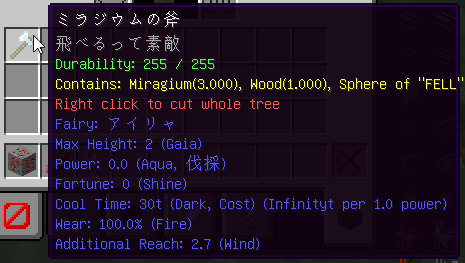 ミラジウムの斧
飛べるって素敵
Durability: 255 / 255
Contains: Miragium(3.000), Wood(1.000), Sphere of "FELL"
Right click to cut whole tree
Fairy: アイリャ
Max Height: 2 (Gaia)
Power: 0.0 (Aqua, 伐採)
Fortune: 0 (Shine)
Cool Time: 30t (Dark, Cost) (Infinityt per 1.0 power)
Wear: 100.0% (Fire)
Additional Reach: 2.7 (Wind)